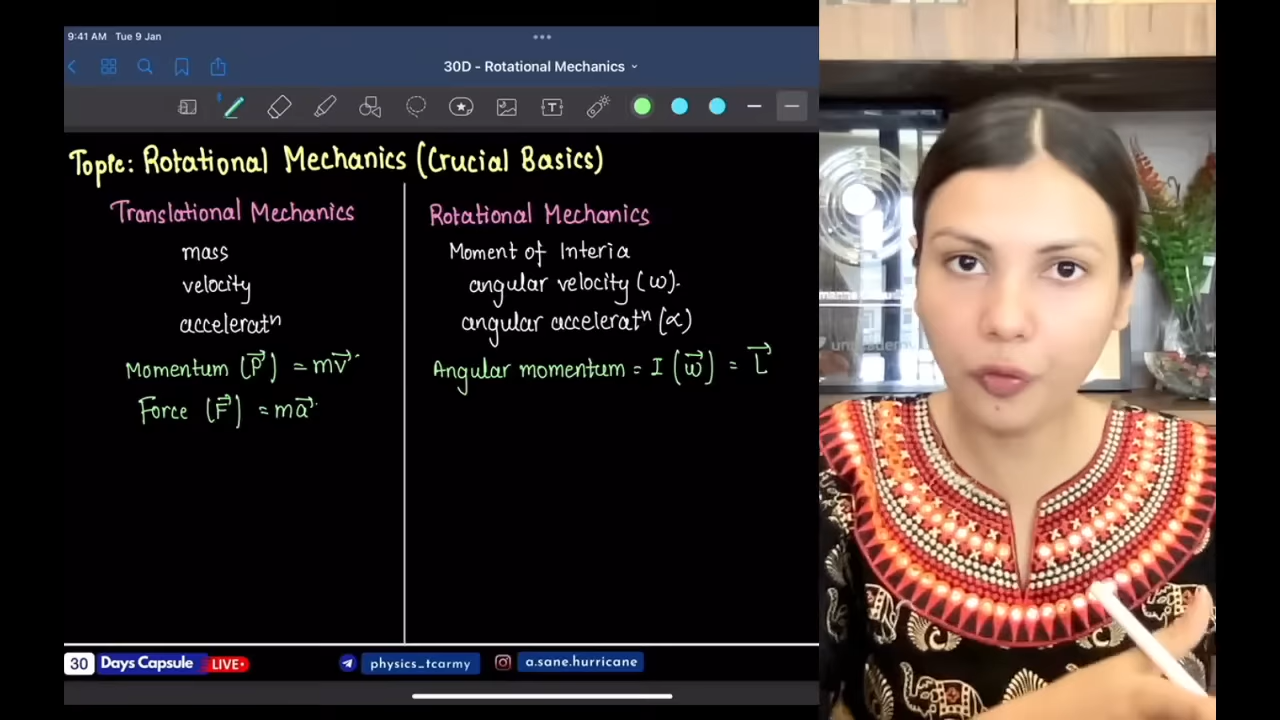 9:41 AM Tue 9 Jan
30D - Rotational Mechanics
Topic: Rotational Mechanics (Crucial Basics)
Translational Mechanics
mass
velocity
acceleratⁿ
Momentum (P⃗) = mv⃗
Force (F⃗) = ma⃗
Rotational Mechanics
Moment of Interia
angular velocity (ω).
angular acceleratⁿ (α)
Angular momentum = I (ω⃗) = L⃗
30 Days Capsule LIVE
physics_tcarmy
a.sane.hurricane